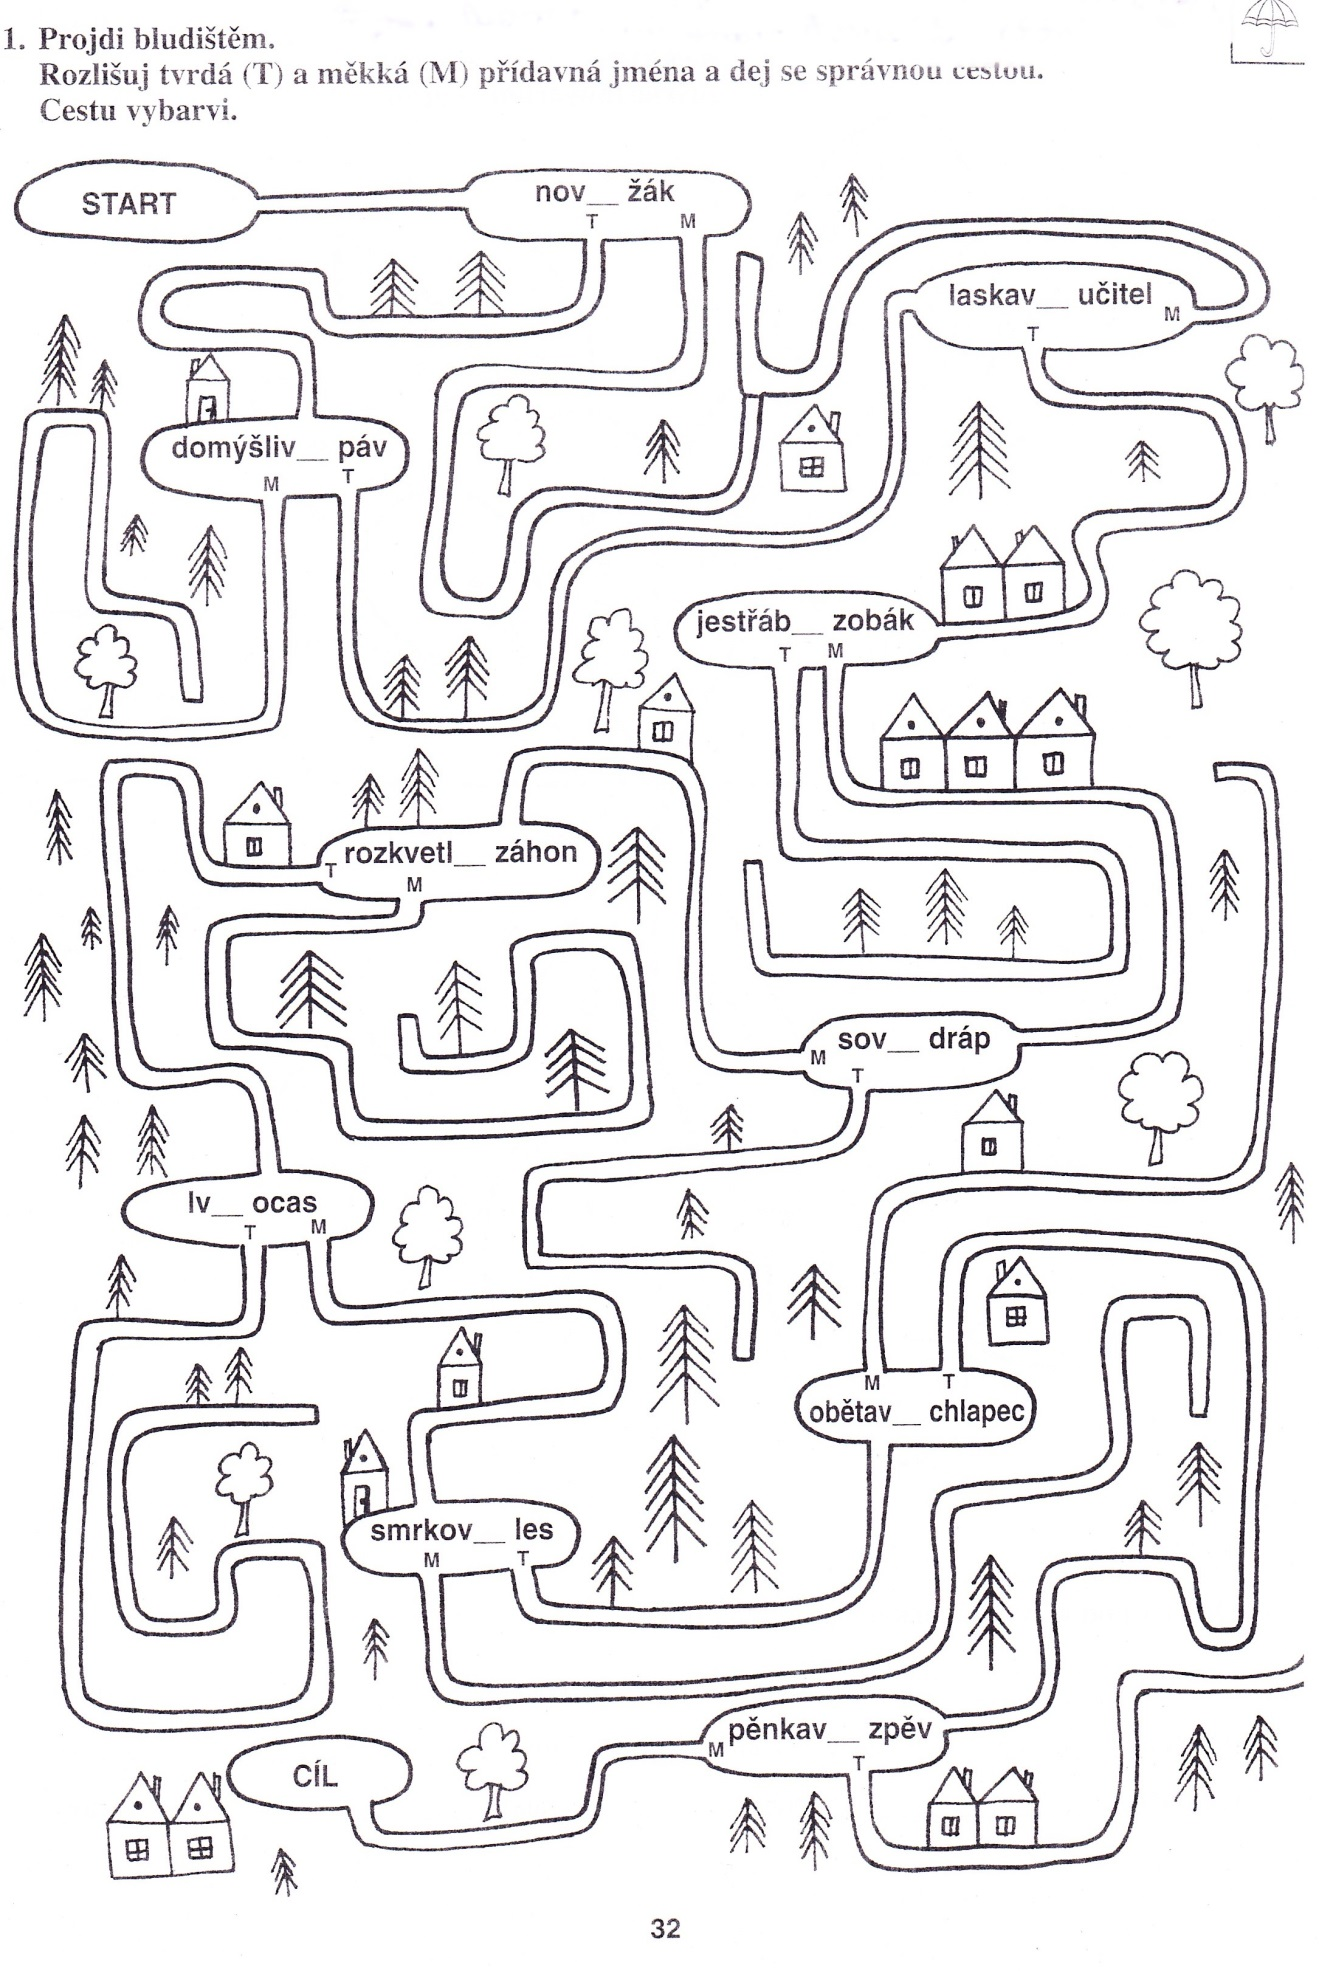 1. Projdi bludištěm.
Rozlišuj tvrdá (T) a měkká (M) přídavná jména a dej se správnou cestou.
Cestu vybarvi.
START
nov__ žák
T M
laskav__ učitel
M
T
domýšliv__ páv
M T
jestřáb__ zobák
T M
rozkvetl__ záhon
T
M
sov__ dráp
M
T
lv__ ocas
T M
M T
obětav__ chlapec
smrkov__ les
M T
pěnkav__ zpěv
M
T
CÍL
32